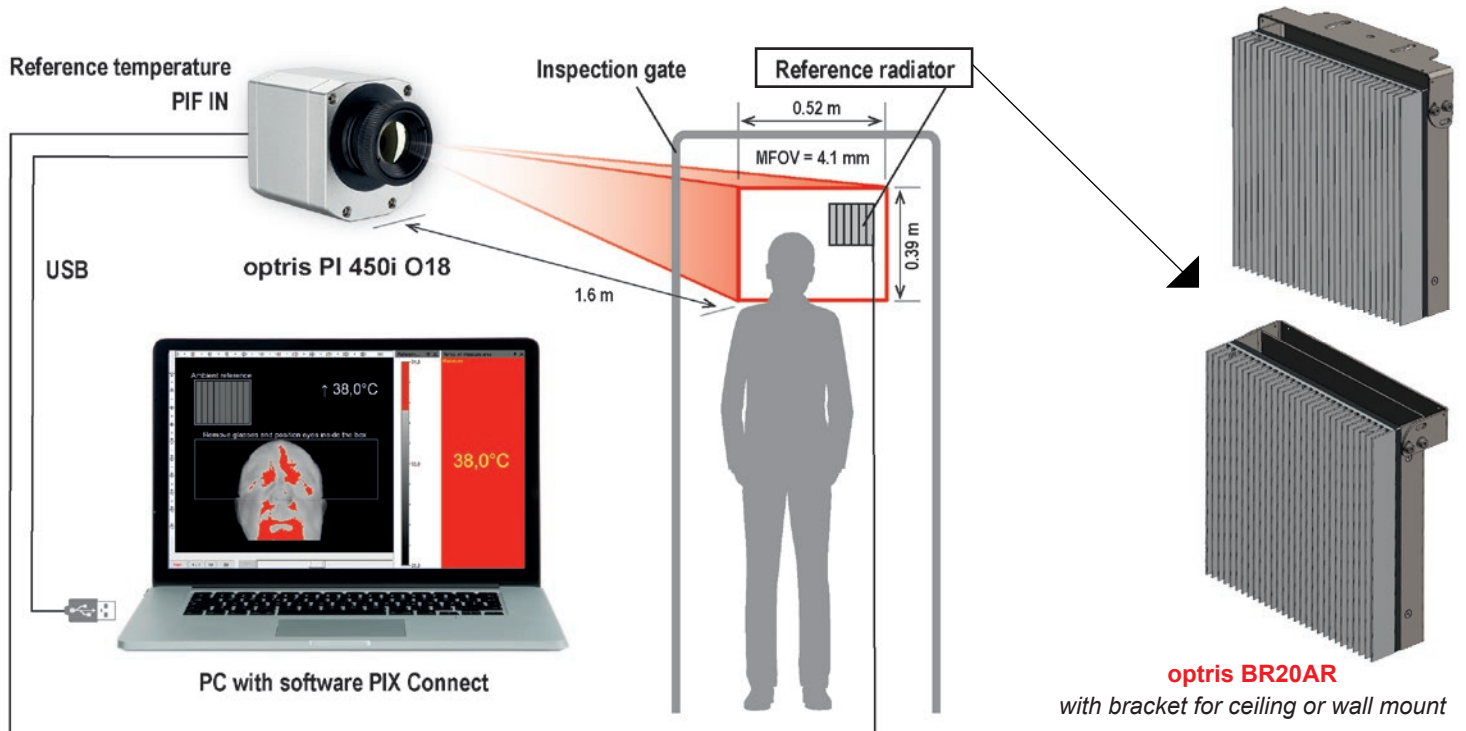 Reference temperature
PIF IN
Inspection gate
Reference radiator
0.52 m
MFOV = 4.1 mm
0.39 m
USB
optris PI 450i O18
1.6 m
Ambient reference
↑ 38,0°C
Remove glasses and position eyes inside the box
38,0°C
PC with software PIX Connect
optris BR20AR
with bracket for ceiling or wall mount